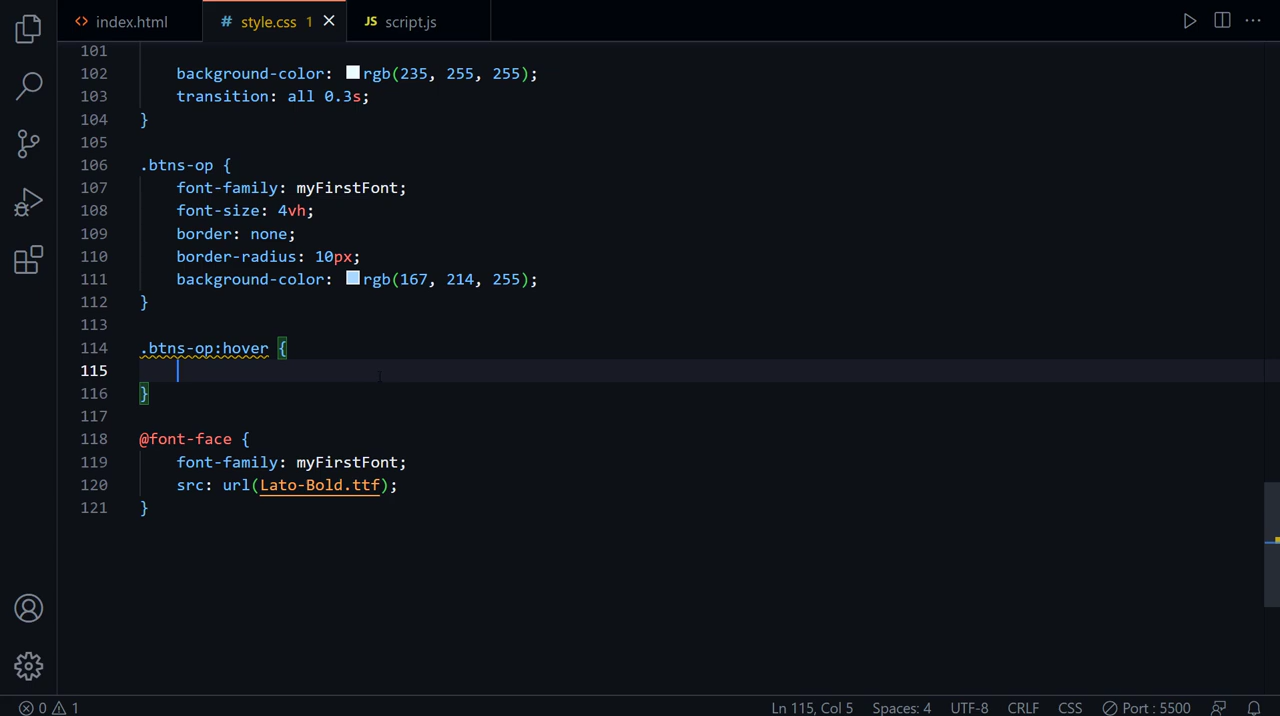 index.html
# style.css 1
JS script.js
101
102 background-color: rgb(235, 255, 255);
103 transition: all 0.3s;
104 }
105
106 .btns-op {
107 font-family: myFirstFont;
108 font-size: 4vh;
109 border: none;
110 border-radius: 10px;
111 background-color: rgb(167, 214, 255);
112 }
113
114 .btns-op:hover {
115
116 }
117
118 @font-face {
119 font-family: myFirstFont;
120 src: url(Lato-Bold.ttf);
121 }
0 1 Ln 115, Col 5 Spaces: 4 UTF-8 CRLF CSS Port : 5500